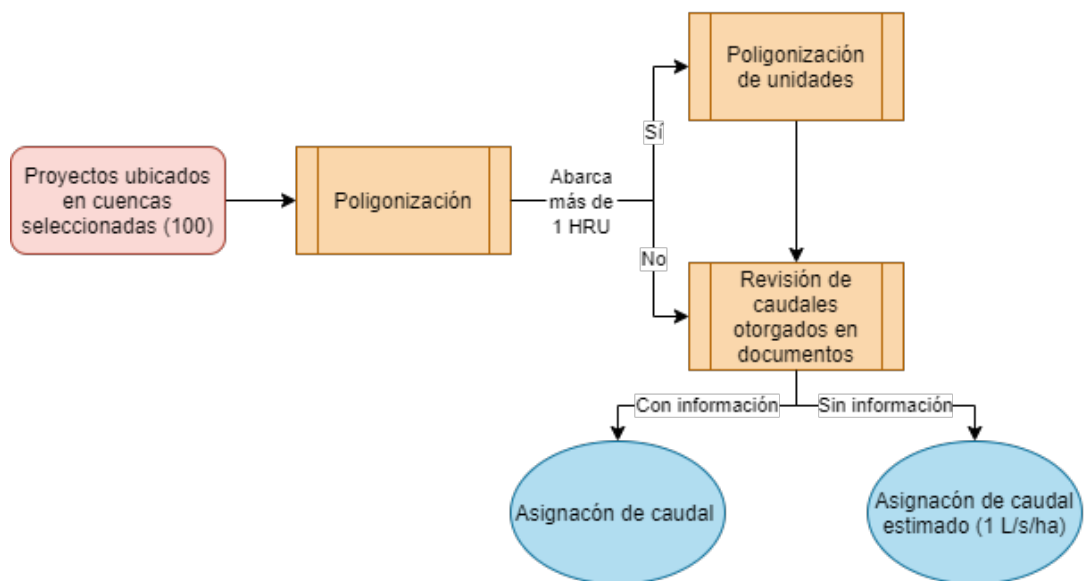 Proyectos ubicados
en cuencas
seleccionadas (100)
Poligonización
Abarca
más de
1 HRU
Sí
No
Poligonización
de unidades
Revisión de
caudales
otorgados en
documentos
Con información
Sin información
Asignacón de caudal
Asignacón de caudal
estimado (1 L/s/ha)